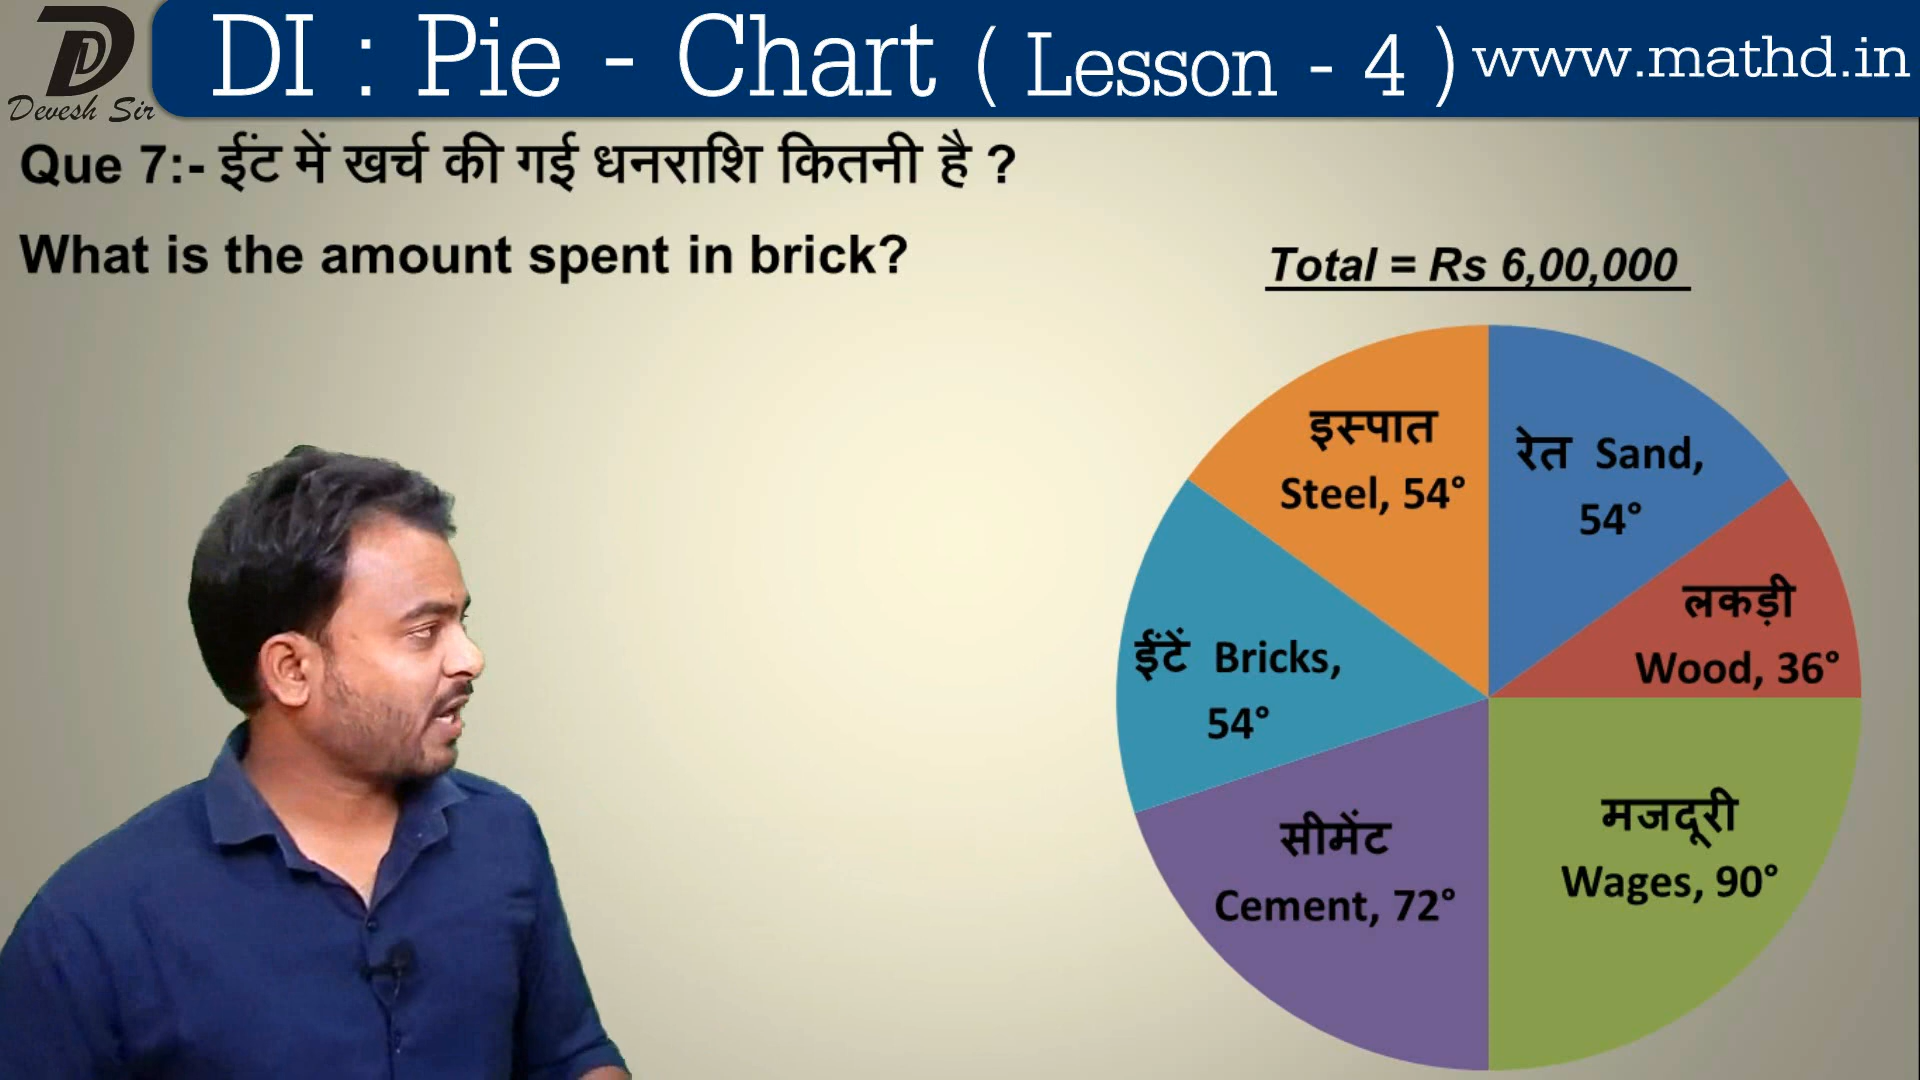 Devesh Sir
DI : Pie - Chart ( Lesson - 4 ) www.mathd.in
Que 7:- ईंट में खर्च की गई धनराशि कितनी है ?
What is the amount spent in brick?
Total = Rs 6,00,000
इस्पात
Steel, 54°
रेत Sand,
54°
लकड़ी
Wood, 36°
ईंटें Bricks,
54°
सीमेंट
Cement, 72°
मजदूरी
Wages, 90°